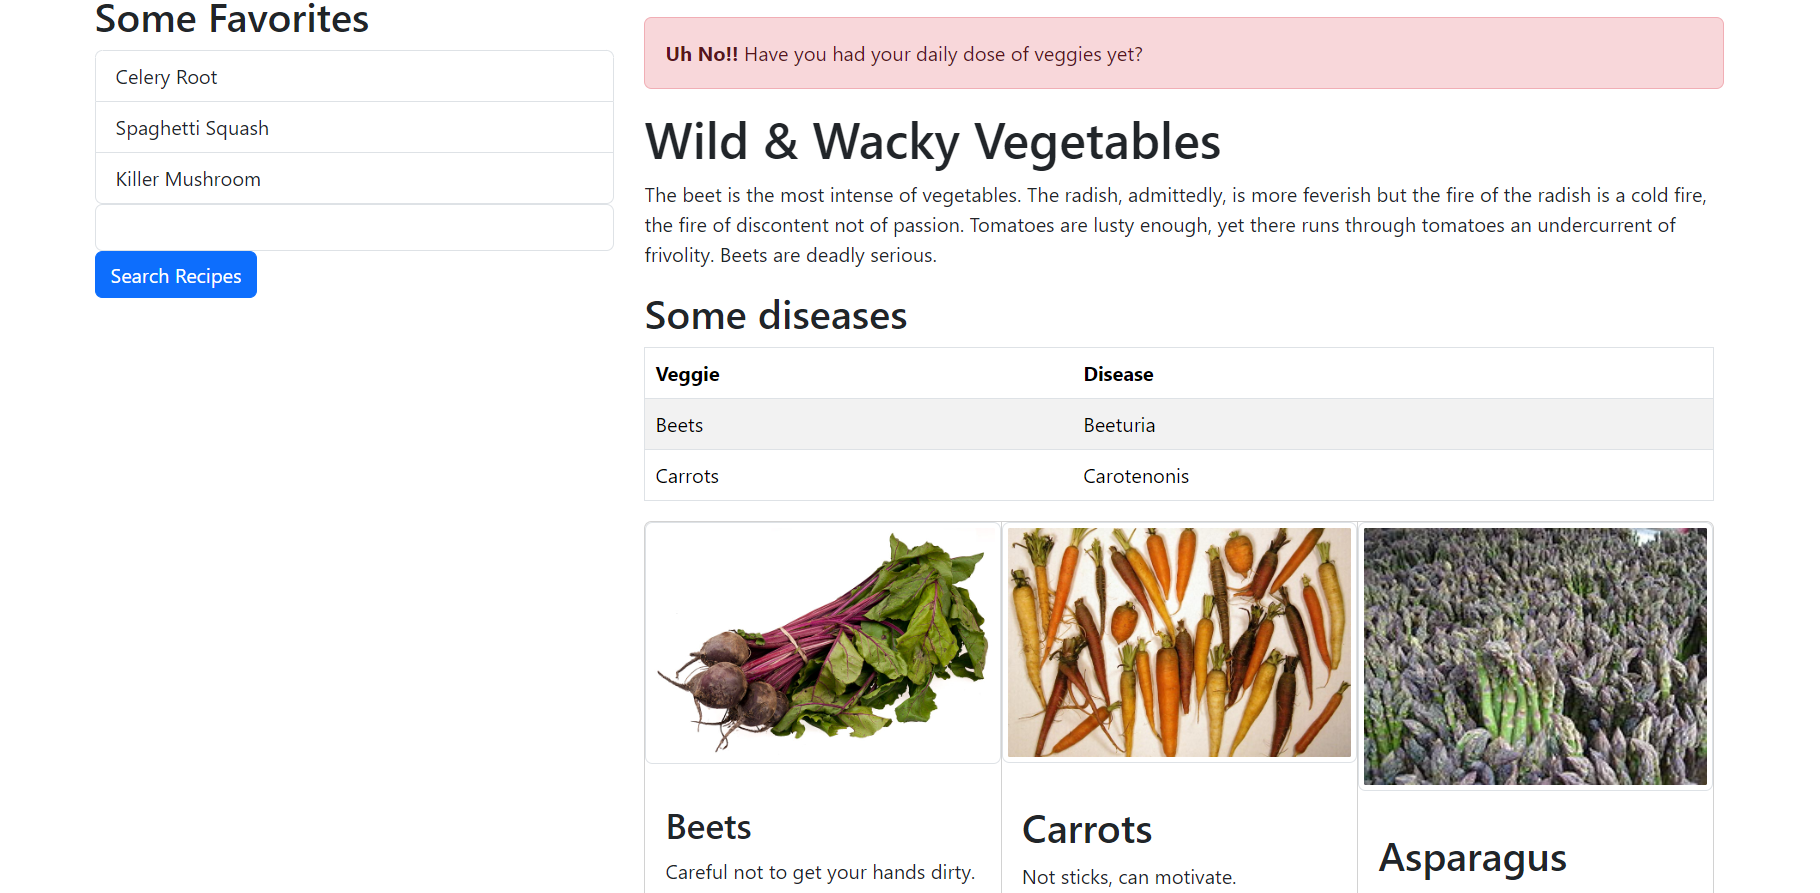 Some Favorites
Celery Root
Spaghetti Squash
Killer Mushroom
Search Recipes
Uh No!! Have you had your daily dose of veggies yet?
Wild & Wacky Vegetables
The beet is the most intense of vegetables. The radish, admittedly, is more feverish but the fire of the radish is a cold fire,
the fire of discontent not of passion. Tomatoes are lusty enough, yet there runs through tomatoes an undercurrent of
frivolity. Beets are deadly serious.
Some diseases
Veggie Disease
Beets Beeturia
Carrots Carotenonis
Beets
Careful not to get your hands dirty.
Carrots
Not sticks, can motivate.
Asparagus